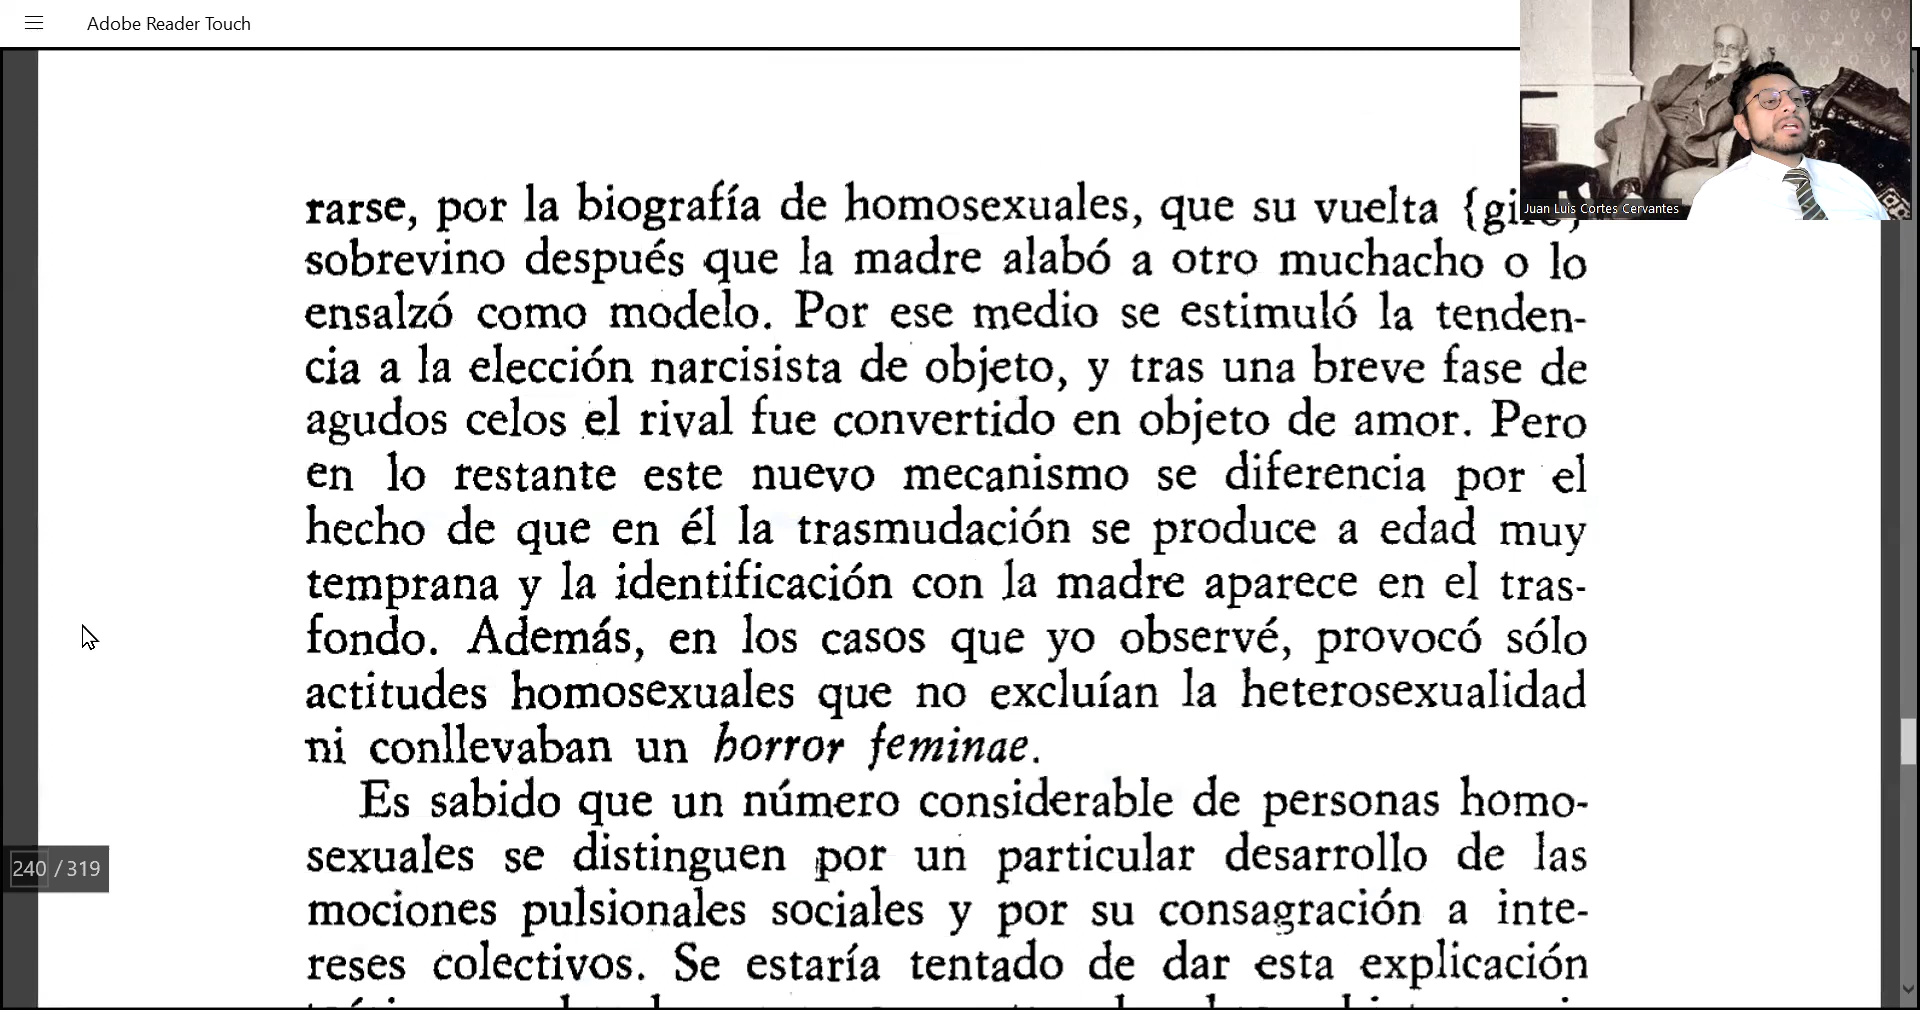 Adobe Reader Touch
Juan Luis Cortes Cervantes
rarse, por la biografía de homosexuales, que su vuelta
sobrevino después que la madre alabó a otro muchacho o lo
ensalzó como modelo. Por ese medio se estimuló la tenden-
cia a la elección narcisista de objeto, y tras una breve fase de
agudos celos el rival fue convertido en objeto de amor. Pero
en lo restante este nuevo mecanismo se diferencia por el
hecho de que en él la trasmudación se produce a edad muy
temprana y la identificación con la madre aparece en el tras-
fondo. Además, en los casos que yo observé, provocó sólo
actitudes homosexuales que no excluían la heterosexualidad
ni conllevaban un horror feminae.
Es sabido que un número considerable de personas homo-
sexuales se distinguen por un particular desarrollo de las
mociones pulsionales sociales y por su consagración a inte-
reses colectivos. Se estaría tentado de dar esta explicación
240 / 319